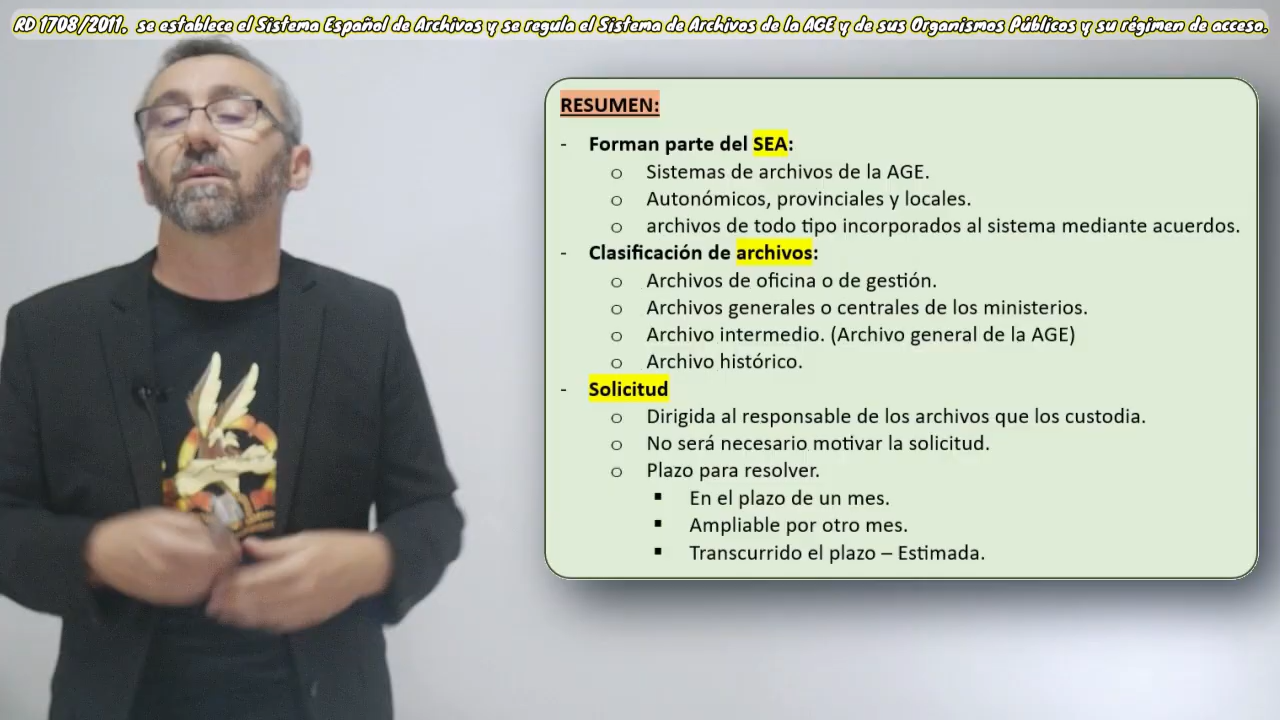 RD 1708/2011, se establece el Sistema Español de Archivos y se regula el Sistema de Archivos de la AGE y de sus Organismos Públicos y su régimen de acceso.
RESUMEN:
- Forman parte del SEA:
o Sistemas de archivos de la AGE.
o Autonómicos, provinciales y locales.
o archivos de todo tipo incorporados al sistema mediante acuerdos.
- Clasificación de archivos:
o Archivos de oficina o de gestión.
o Archivos generales o centrales de los ministerios.
o Archivo intermedio. (Archivo general de la AGE)
o Archivo histórico.
- Solicitud
o Dirigida al responsable de los archivos que los custodia.
o No será necesario motivar la solicitud.
o Plazo para resolver.
▪ En el plazo de un mes.
▪ Ampliable por otro mes.
▪ Transcurrido el plazo – Estimada.